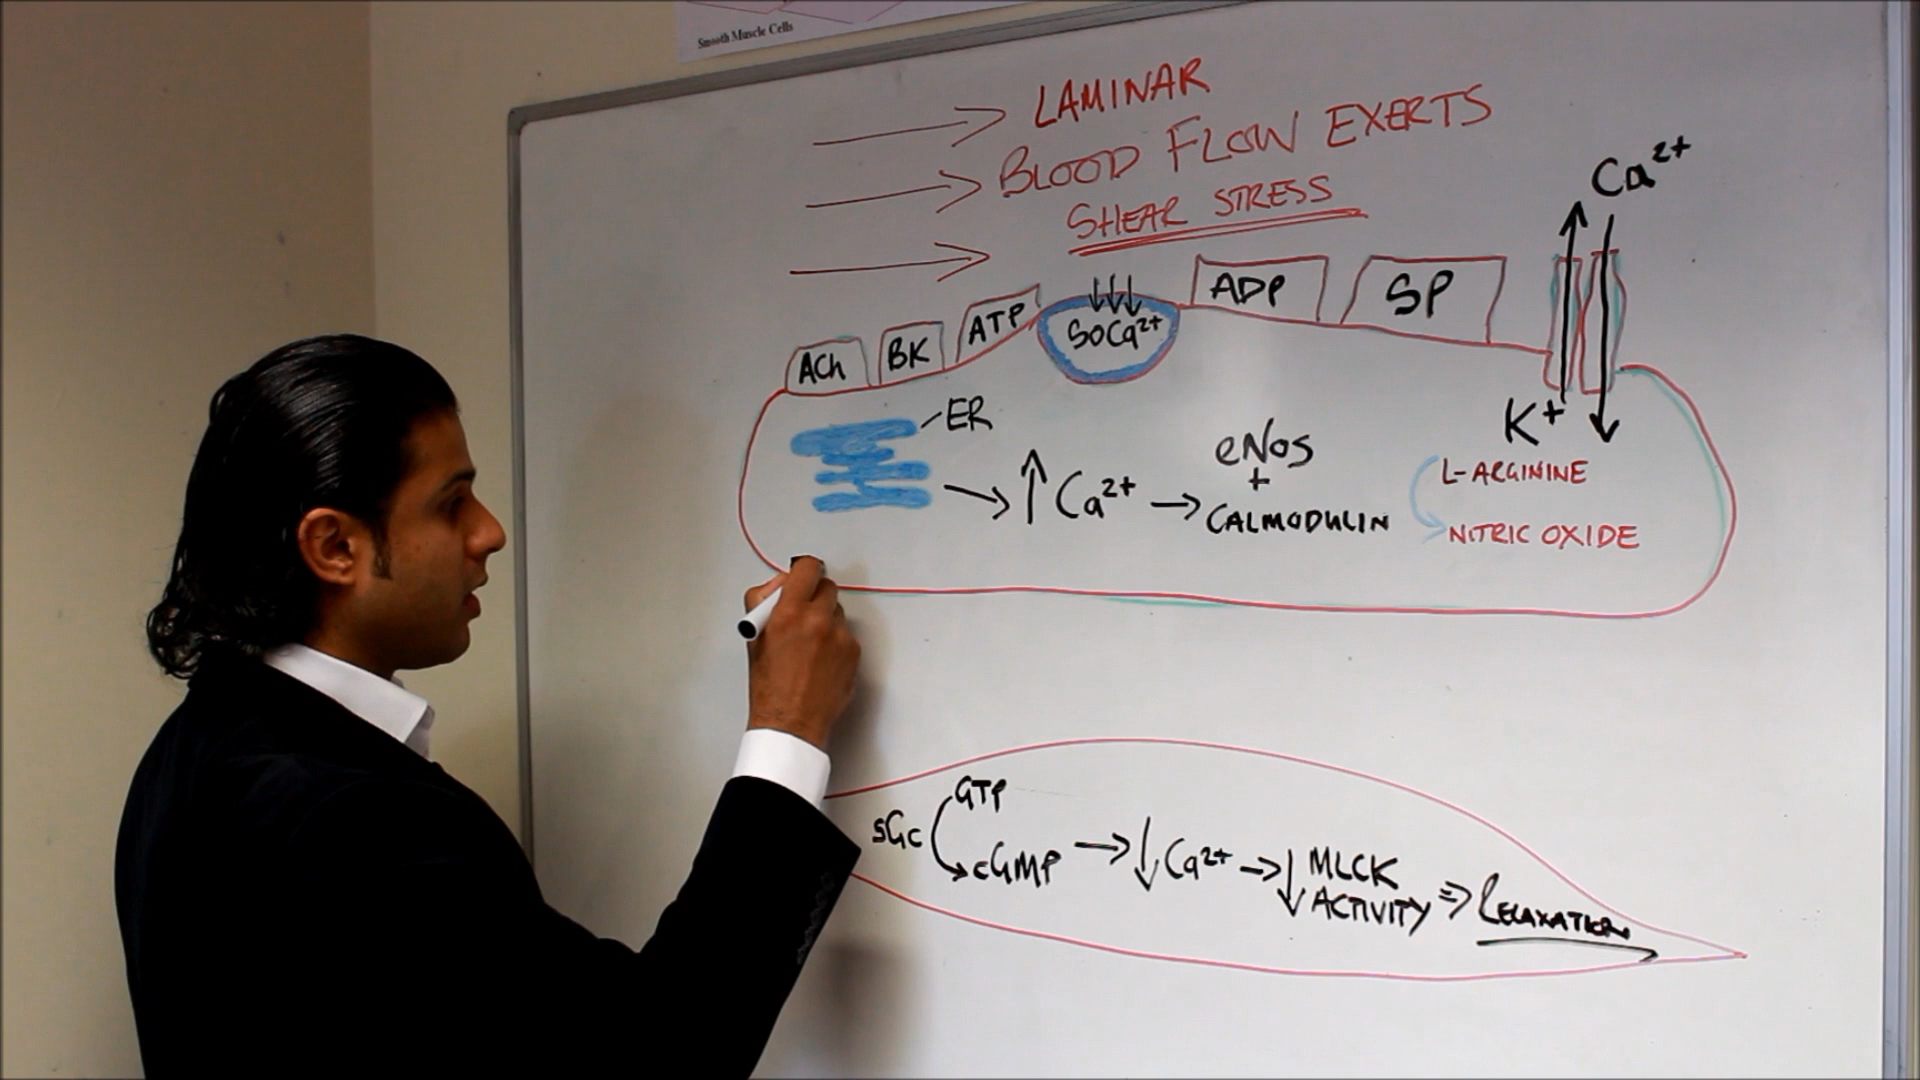 Smooth Muscle Cells
LAMINAR
BLOOD FLOW EXERTS
SHEAR STRESS
Ca²⁺
ACh
BK
ATP
SOCa²⁺
ADP
SP
K⁺
ER
↑ Ca²⁺ →
eNos
+
CALMODULIN
L-ARGININE
NITRIC OXIDE
sGc
GTP
cGMP → ↓ Ca²⁺ → ↓ MLCK
ACTIVITY ⇒ RELAXATION